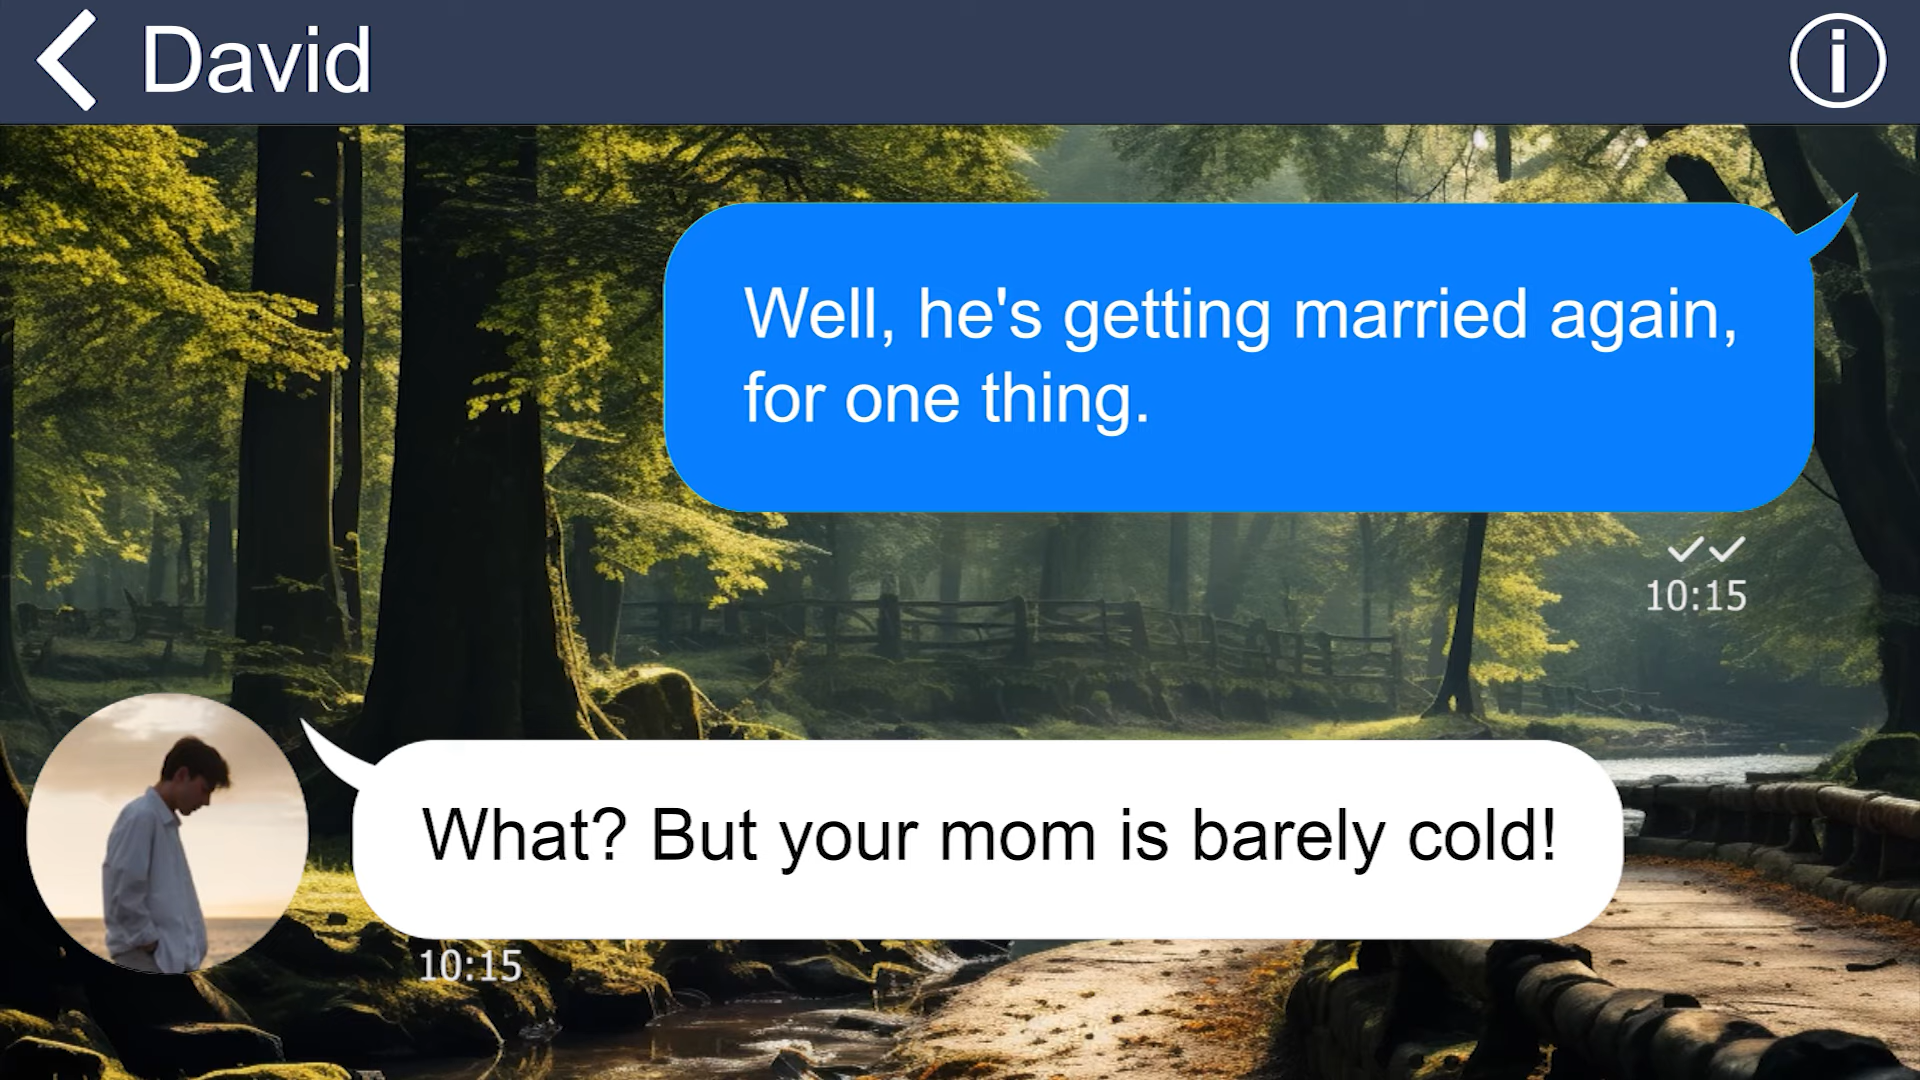 David
Well, he's getting married again,
for one thing.
10:15
What? But your mom is barely cold!
10:15